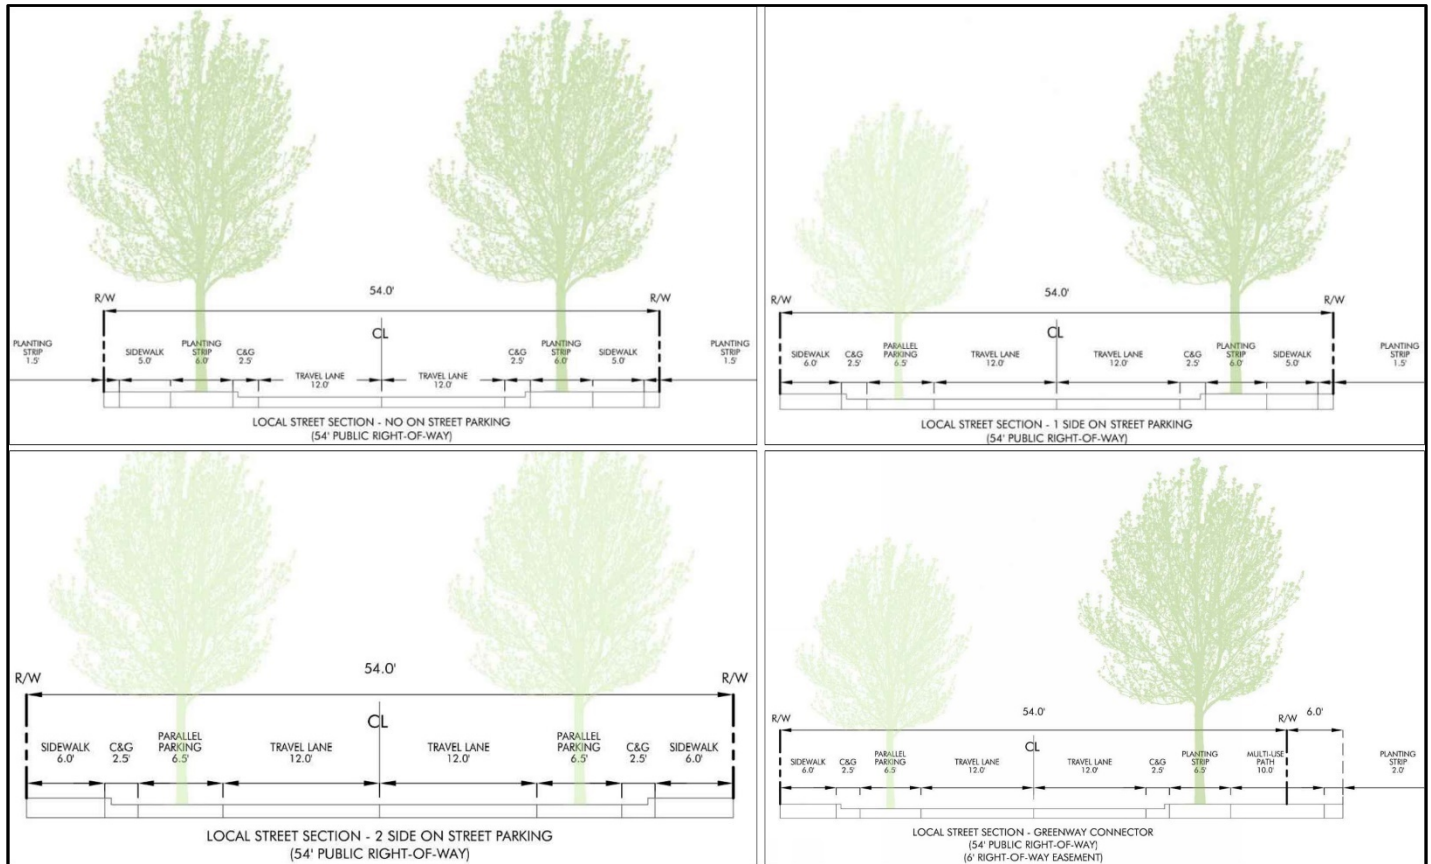 54.0'
R/W
R/W
CL
PLANTING
STRIP
1.5'
SIDEWALK
5.0'
PLANTING
STRIP
6.0'
C&G
2.5'
TRAVEL LANE
12.0'
TRAVEL LANE
12.0'
C&G
2.5'
PLANTING
STRIP
6.0'
SIDEWALK
5.0'
PLANTING
STRIP
1.5'
LOCAL STREET SECTION - NO ON STREET PARKING
(54' PUBLIC RIGHT-OF-WAY)
54.0'
R/W
R/W
CL
SIDEWALK
6.0'
C&G
2.5'
PARALLEL
PARKING
6.5'
TRAVEL LANE
12.0'
TRAVEL LANE
12.0'
C&G
2.5'
PLANTING
STRIP
6.0'
SIDEWALK
5.0'
PLANTING
STRIP
1.5'
LOCAL STREET SECTION - 1 SIDE ON STREET PARKING
(54' PUBLIC RIGHT-OF-WAY)
54.0'
R/W
R/W
CL
SIDEWALK
6.0'
C&G
2.5'
PARALLEL
PARKING
6.5'
TRAVEL LANE
12.0'
TRAVEL LANE
12.0'
PARALLEL
PARKING
6.5'
C&G
2.5'
SIDEWALK
6.0'
LOCAL STREET SECTION - 2 SIDE ON STREET PARKING
(54' PUBLIC RIGHT-OF-WAY)
54.0'
6.0'
R/W
R/W
CL
SIDEWALK
6.0'
C&G
2.5'
PARALLEL
PARKING
6.5'
TRAVEL LANE
12.0'
TRAVEL LANE
12.0'
C&G
2.5'
PLANTING
STRIP
6.5'
MULTI-USE
PATH
10.0'
PLANTING
STRIP
2.0'
LOCAL STREET SECTION - GREENWAY CONNECTOR
(54' PUBLIC RIGHT-OF-WAY)
(6' RIGHT-OF-WAY EASEMENT)